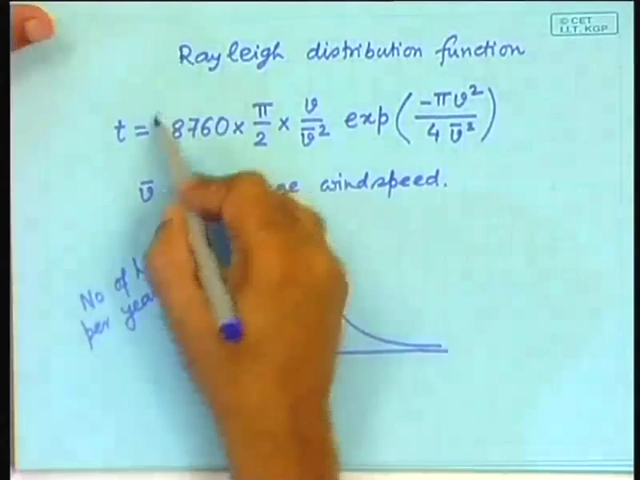 © CET
I.I.T. KGP
Rayleigh distribution function
t = 8760 × π/2 × v/v̄² exp(-πv²/4v̄²)
v̄ windspeed.
No of
per year